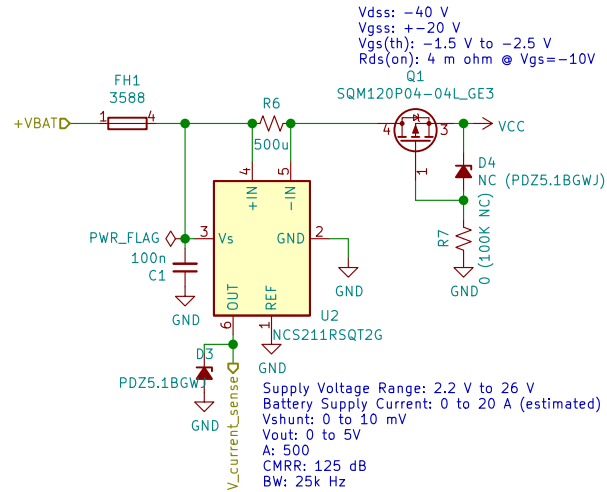 Vdss: -40 V
Vgss: +-20 V
Vgs(th): -1.5 V to -2.5 V
Rds(on): 4 m ohm @ Vgs=-10V
Q1
SQM120P04-04L_GE3
FH1
3588
+VBAT
1
4
R6
500u
4
3
VCC
1
D4
NC (PDZ5.1BGWJ)
4
5
+IN
-IN
PWR_FLAG
3
Vs
GND
2
R7
0 (100K NC)
100n
C1
GND
GND
GND
OUT
REF
U2
NCS211RSQT2G
6
1
GND
D3
PDZ5.1BGWJ
GND
V_current_sense
Supply Voltage Range: 2.2 V to 26 V
Battery Supply Current: 0 to 20 A (estimated)
Vshunt: 0 to 10 mV
Vout: 0 to 5V
A: 500
CMRR: 125 dB
BW: 25k Hz